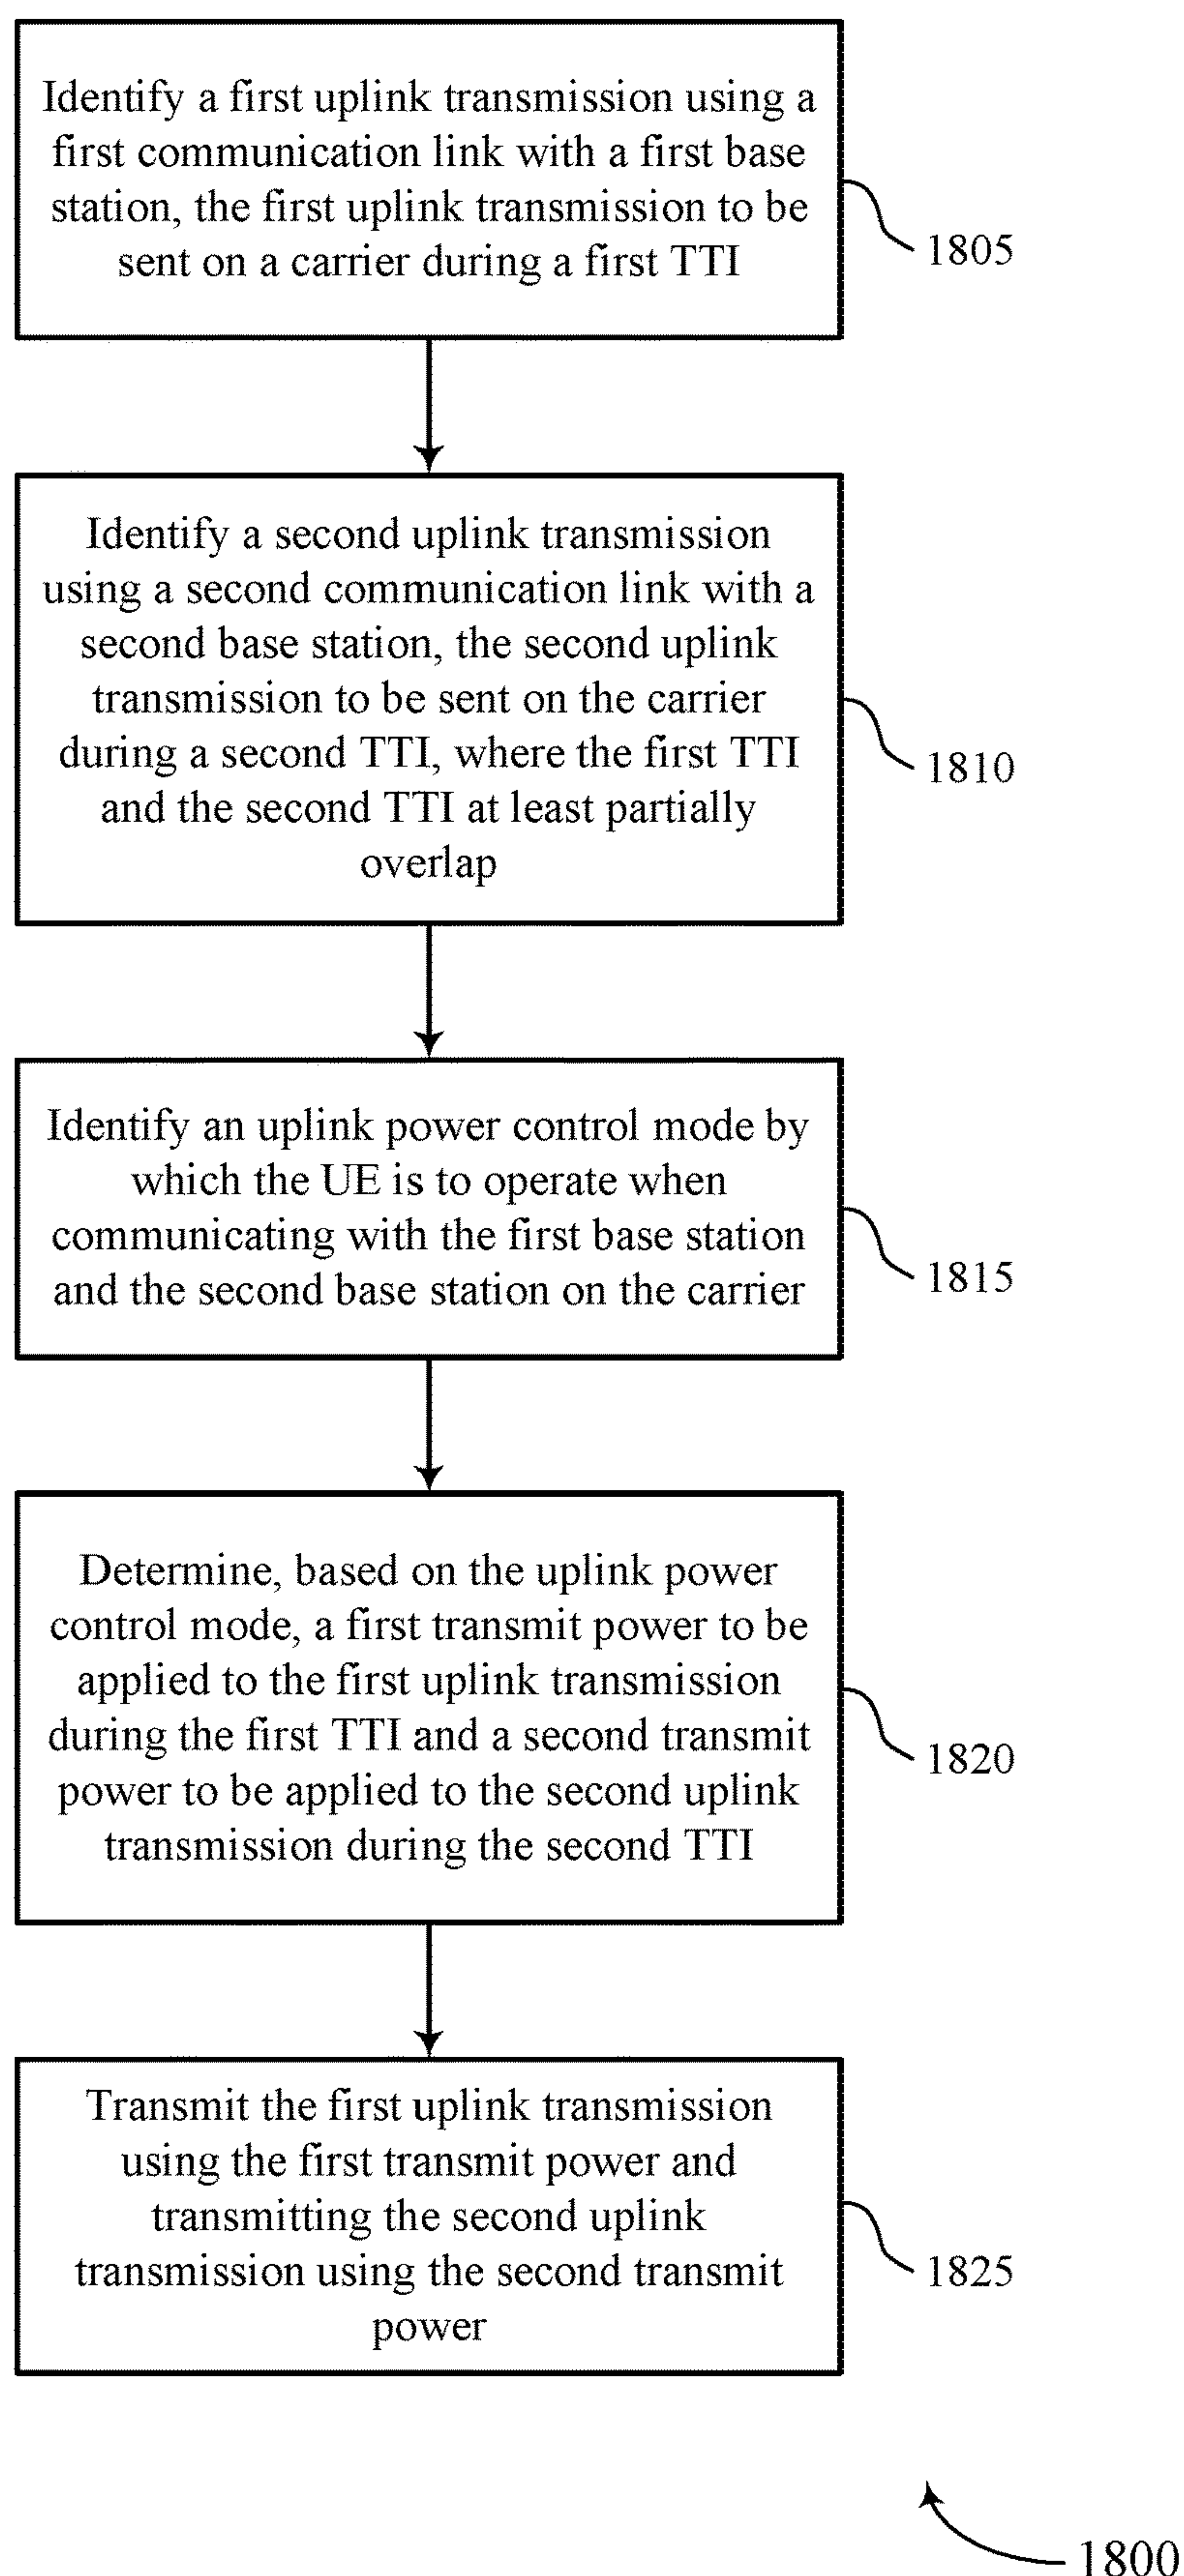 Identify a first uplink transmission using a
first communication link with a first base
station, the first uplink transmission to be
sent on a carrier during a first TTI
1805
Identify a second uplink transmission
using a second communication link with a
second base station, the second uplink
transmission to be sent on the carrier
during a second TTI, where the first TTI
and the second TTI at least partially
overlap
1810
Identify an uplink power control mode by
which the UE is to operate when
communicating with the first base station
and the second base station on the carrier
1815
Determine, based on the uplink power
control mode, a first transmit power to be
applied to the first uplink transmission
during the first TTI and a second transmit
power to be applied to the second uplink
transmission during the second TTI
1820
Transmit the first uplink transmission
using the first transmit power and
transmitting the second uplink
transmission using the second transmit
power
1825
1800